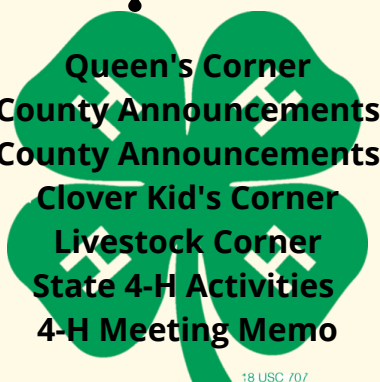 Queen's Corner
County Announcements
County Announcements
Clover Kid's Corner
Livestock Corner
State 4-H Activities
4-H Meeting Memo
H
H
H
H
18 USC 707